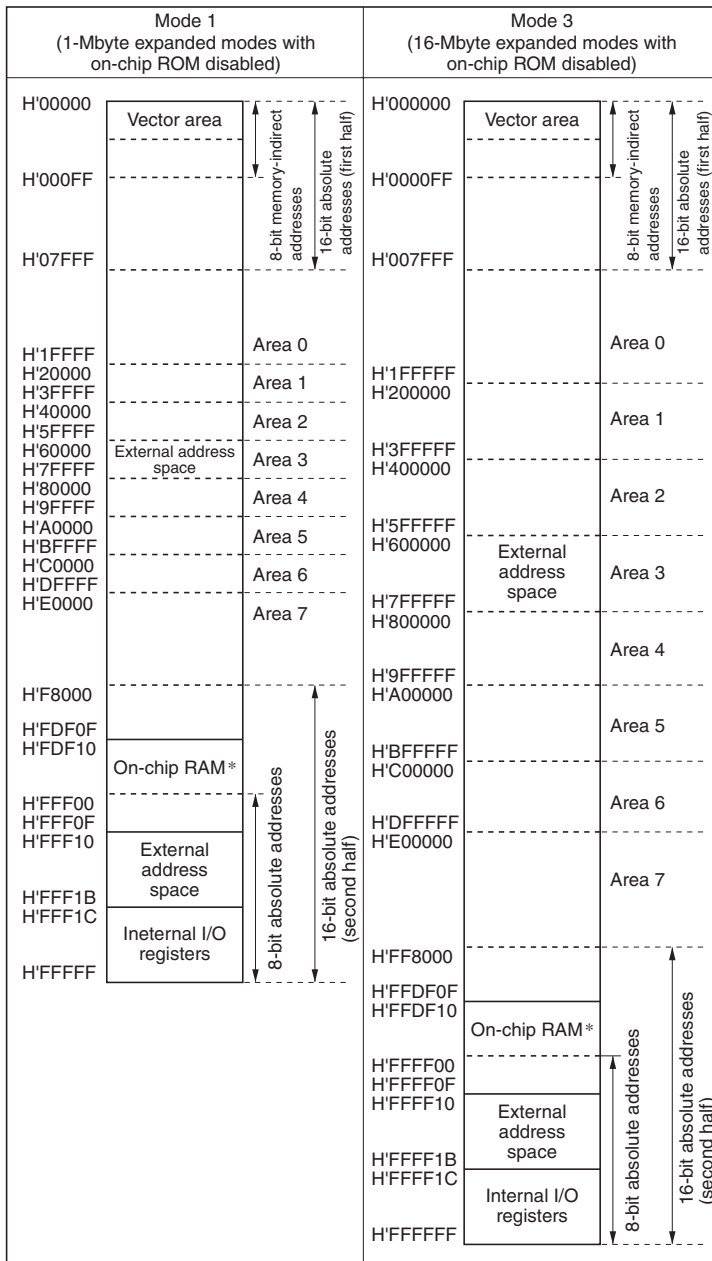 Mode 1
(1-Mbyte expanded modes with
on-chip ROM disabled)
H'00000
Vector area
H'000FF
8-bit memory-indirect
addresses
16-bit absolute
addresses (first half)
H'07FFF
Area 0
H'1FFFF
H'20000
Area 1
H'3FFFF
H'40000
Area 2
H'5FFFF
H'60000
External address
space
Area 3
H'7FFFF
H'80000
Area 4
H'9FFFF
H'A0000
Area 5
H'BFFFF
H'C0000
Area 6
H'DFFFF
H'E0000
Area 7
H'F8000
H'FDF0F
H'FDF10
On-chip RAM*
H'FFF00
H'FFF0F
H'FFF10
External
address
space
H'FFF1B
H'FFF1C
Ineternal I/O
registers
H'FFFFF
8-bit absolute addresses
16-bit absolute addresses
(second half)
Mode 3
(16-Mbyte expanded modes with
on-chip ROM disabled)
H'000000
Vector area
H'0000FF
8-bit memory-indirect
addresses
16-bit absolute
addresses (first half)
H'007FFF
Area 0
H'1FFFFF
H'200000
Area 1
H'3FFFFF
H'400000
Area 2
H'5FFFFF
H'600000
External
address
space
Area 3
H'7FFFFF
H'800000
Area 4
H'9FFFFF
H'A00000
Area 5
H'BFFFFF
H'C00000
Area 6
H'DFFFFF
H'E00000
Area 7
H'FF8000
H'FFDF0F
H'FFDF10
On-chip RAM*
H'FFFF00
H'FFFF0F
H'FFFF10
External
address
space
H'FFFF1B
H'FFFF1C
Internal I/O
registers
H'FFFFFF
8-bit absolute addresses
16-bit absolute addresses
(second half)